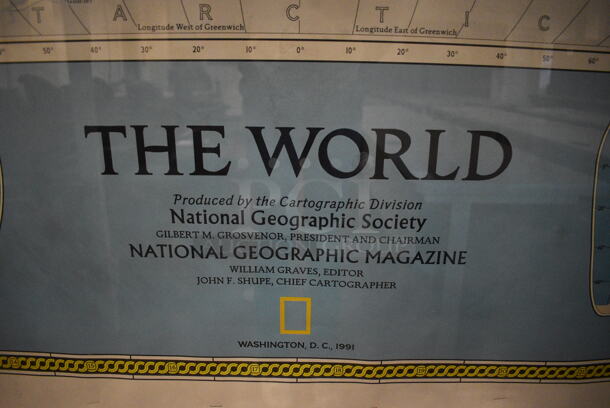 T A R C T I C
Longitude West of Greenwich Longitude East of Greenwich
50° 40° 30° 20° 10° 0° 10° 20° 30° 40° 50° 60°
THE WORLD
Produced by the Cartographic Division
National Geographic Society
GILBERT M. GROSVENOR, PRESIDENT AND CHAIRMAN
NATIONAL GEOGRAPHIC MAGAZINE
WILLIAM GRAVES, EDITOR
JOHN F. SHUPE, CHIEF CARTOGRAPHER
WASHINGTON, D. C., 1991